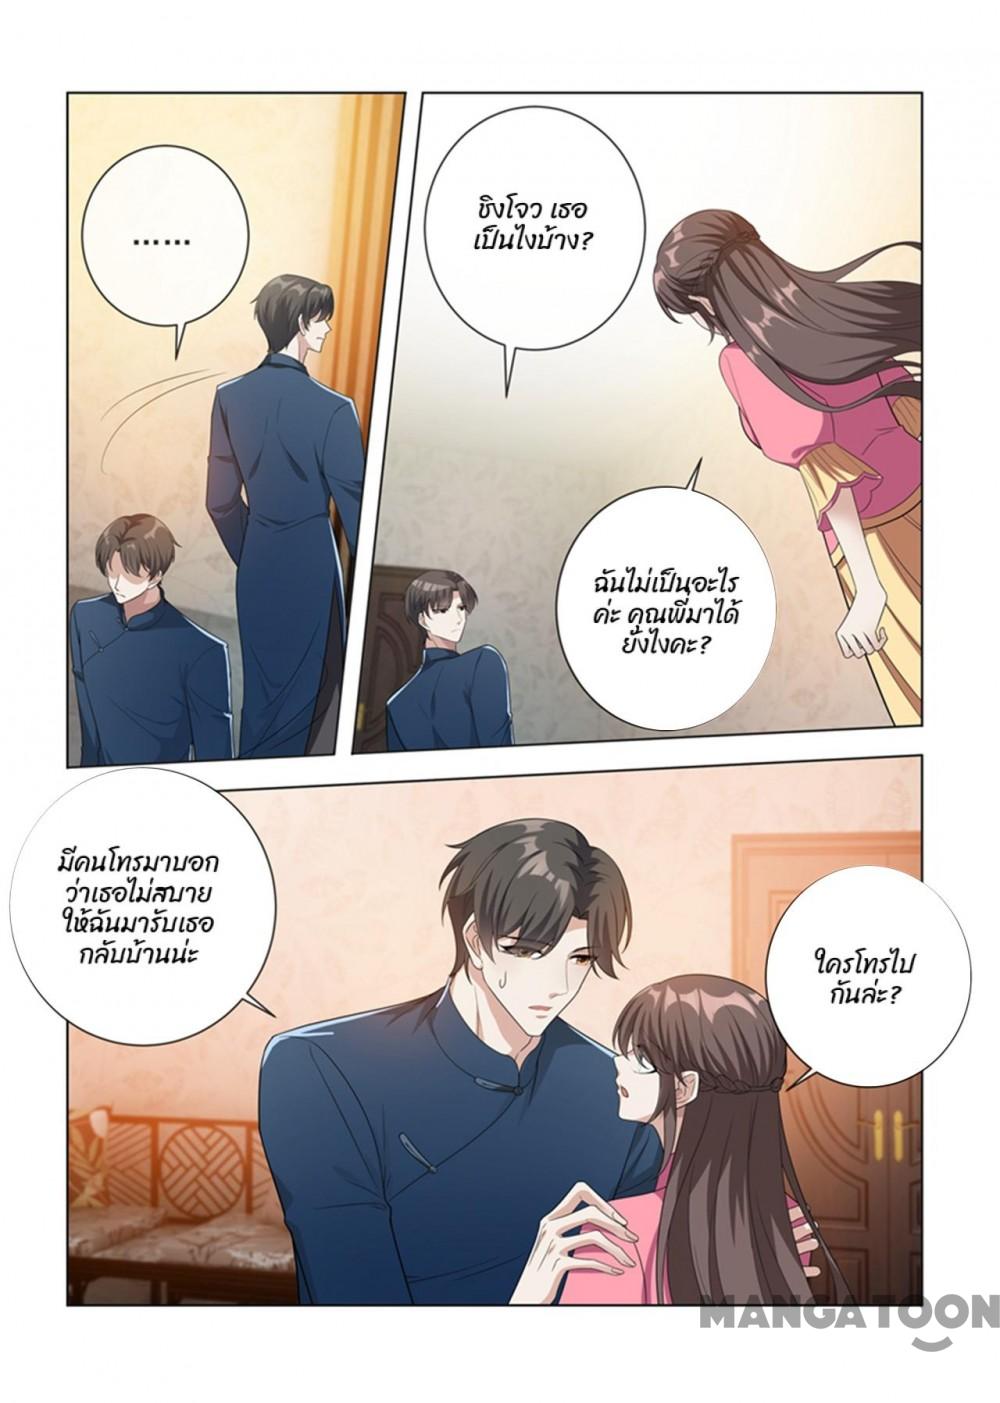 ......
ชิงโจว เธอ
เป็นไงบ้าง?
ฉันไม่เป็นอะไร
ค่ะ คุณพี่มาได้
ยังไงคะ?
มีคนโทรมาบอก
ว่าเธอไม่สบาย
ให้ฉันมารับเธอ
กลับบ้านน่ะ
ใครโทรไป
กันล่ะ?
MANGATOON